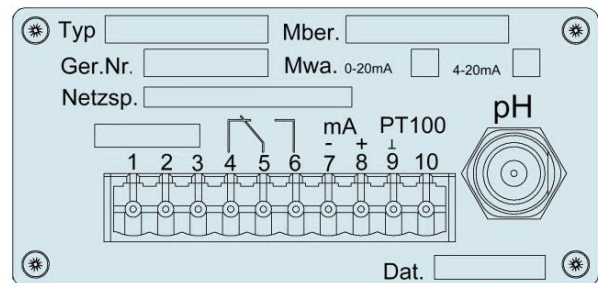 Typ Mber.
Ger.Nr. Mwa. 0-20mA 4-20mA
Netzsp.
pH
mA PT100
- + ⊥
1 2 3 4 5 6 7 8 9 10
Dat.